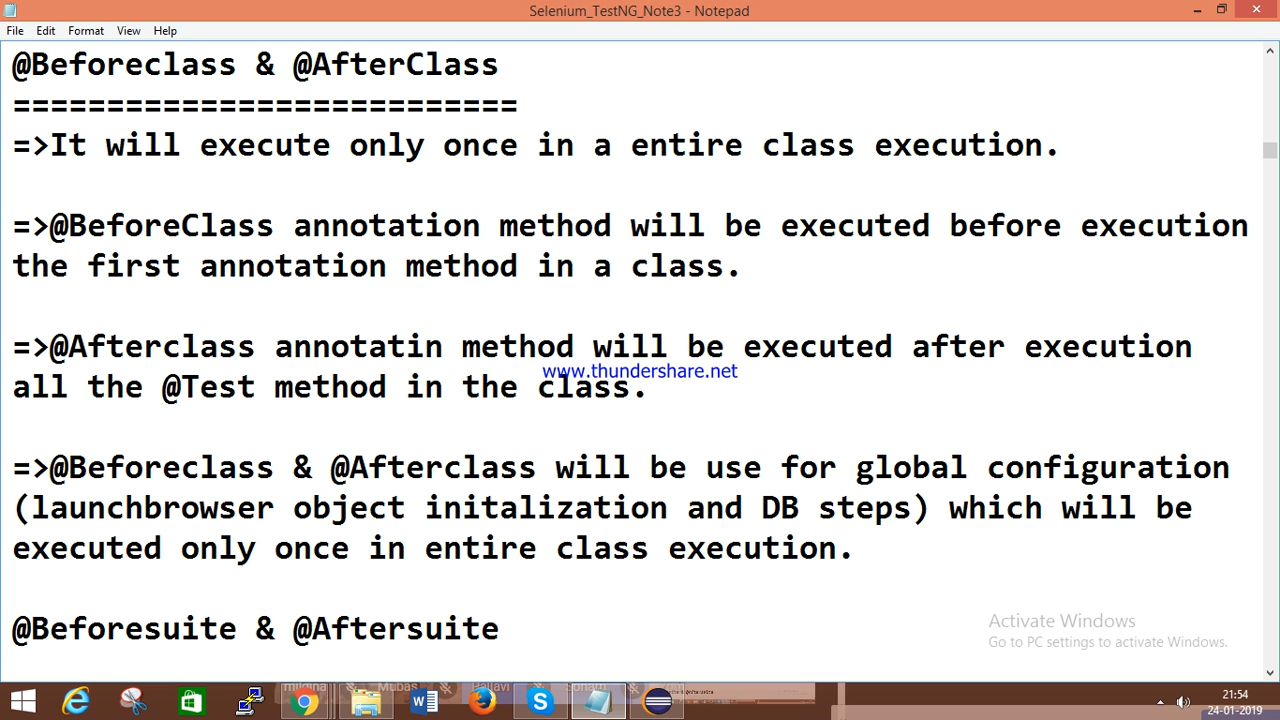 Selenium_TestNG_Note3 - Notepad
File Edit Format View Help
@Beforeclass & @AfterClass
===========================
=>It will execute only once in a entire class execution.
=>@BeforeClass annotation method will be executed before execution
the first annotation method in a class.
=>@Afterclass annotatin method will be executed after execution
www.thundershare.net
all the @Test method in the class.
=>@Beforeclass & @Afterclass will be use for global configuration
(launchbrowser object initalization and DB steps) which will be
executed only once in entire class execution.
@Beforesuite & @Aftersuite
Activate Windows
Go to PC settings to activate Windows.
Mubas Pallavi
21:54
24-01-2019